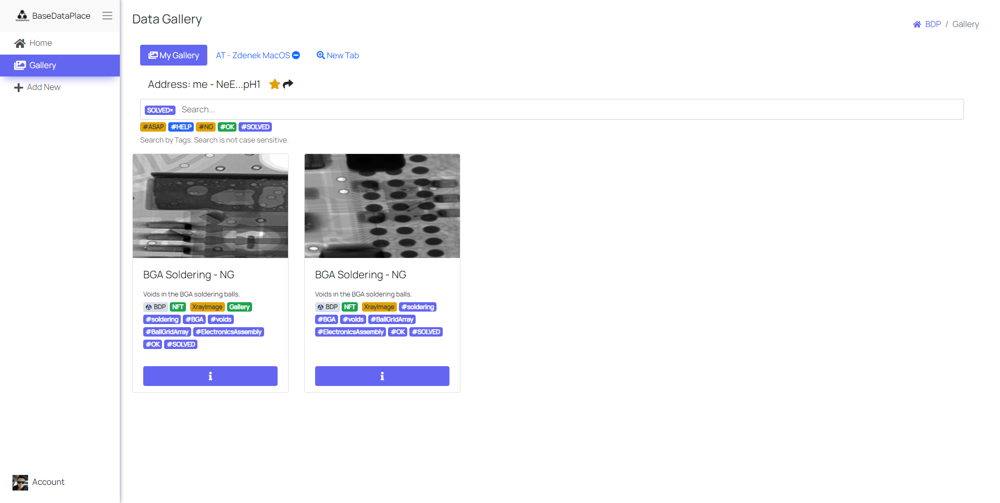 BaseDataPlace
Home
Gallery
Add New
Account
Data Gallery
BDP / Gallery
My Gallery
AT - Zdenek MacOS
New Tab
Address: me - NeE...pH1
SOLVED× Search...
#ASAP #HELP #NG #OK #SOLVED
Search by Tags. Search is not case sensitive.
BGA Soldering - NG
Voids in the BGA soldering balls.
BDP NFT XrayImage Gallery
#soldering #BGA #voids
#BallGridArray #ElectronicsAssembly
#OK #SOLVED
BGA Soldering - NG
Voids in the BGA soldering balls.
BDP NFT XrayImage #soldering
#BGA #voids #BallGridArray
#ElectronicsAssembly #OK #SOLVED